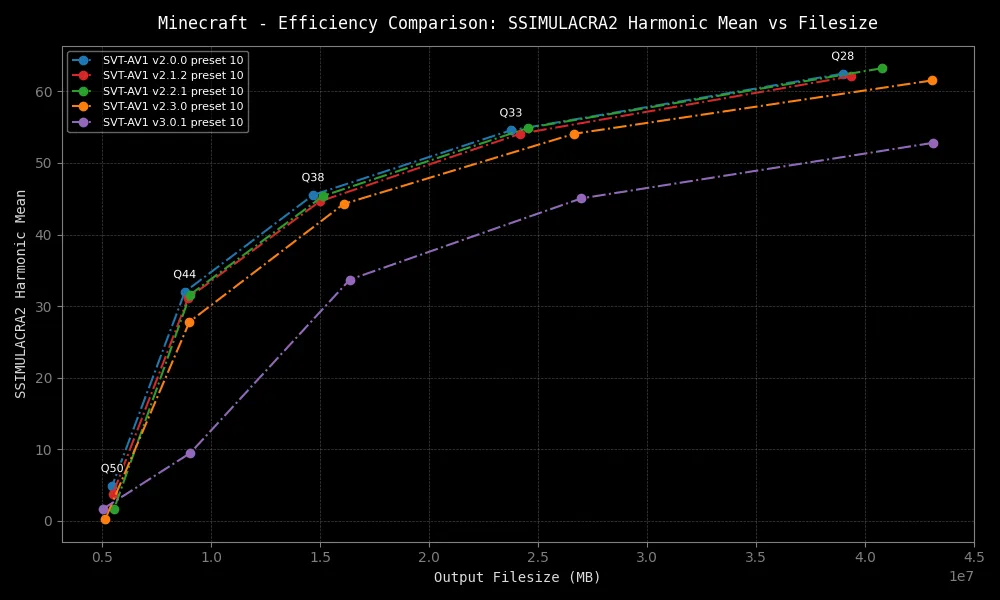 Minecraft - Efficiency Comparison: SSIMULACRA2 Harmonic Mean vs Filesize
SVT-AV1 v2.0.0 preset 10
SVT-AV1 v2.1.2 preset 10
SVT-AV1 v2.2.1 preset 10
SVT-AV1 v2.3.0 preset 10
SVT-AV1 v3.0.1 preset 10
Q28
Q33
Q38
Q44
Q50
SSIMULACRA2 Harmonic Mean
60
50
40
30
20
10
0
0.5 1.0 1.5 2.0 2.5 3.0 3.5 4.0 4.5
1e7
Output Filesize (MB)